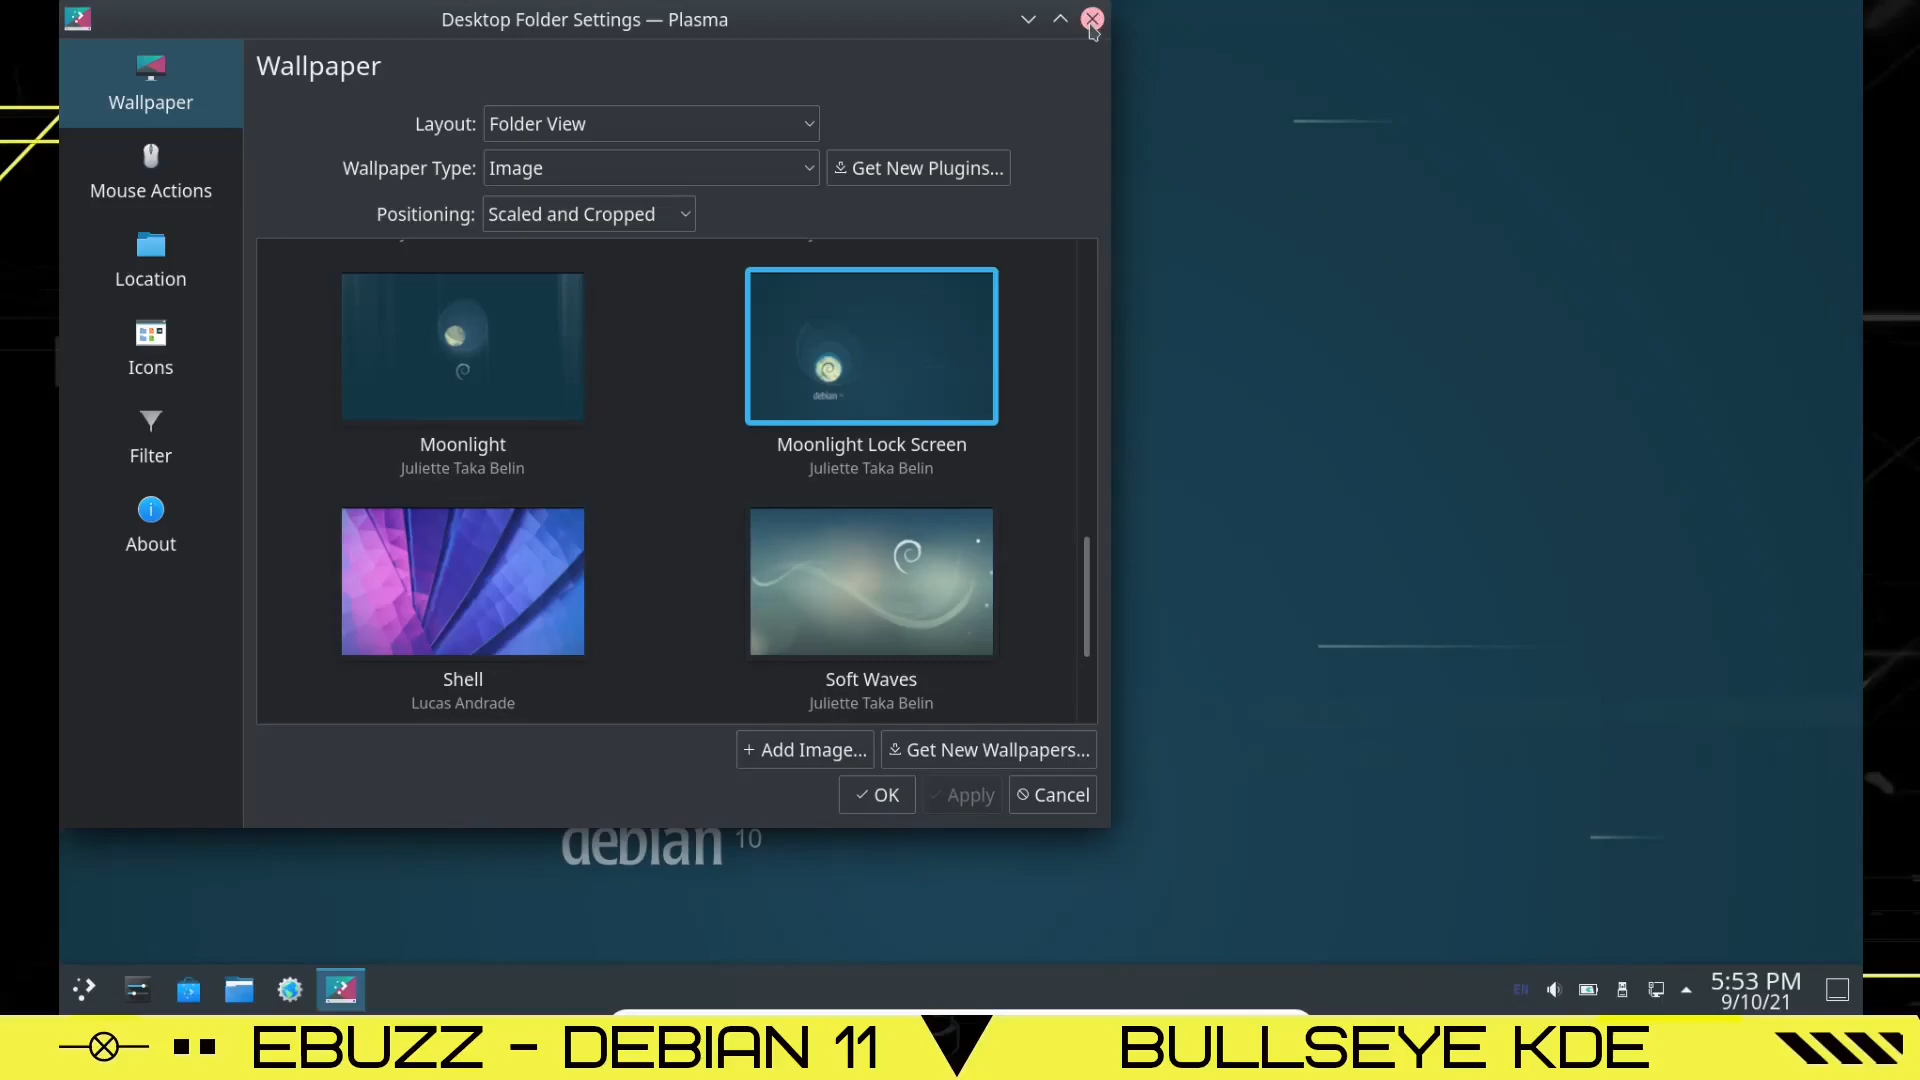 Desktop Folder Settings — Plasma
Wallpaper
Mouse Actions
Location
Icons
Filter
About
Wallpaper
Layout: Folder View
Wallpaper Type: Image Get New Plugins...
Positioning: Scaled and Cropped
debian
Moonlight Moonlight Lock Screen
Juliette Taka Belin Juliette Taka Belin
Shell Soft Waves
Lucas Andrade Juliette Taka Belin
+ Add Image... Get New Wallpapers...
OK Apply Cancel
debian 10
EN
5:53 PM
9/10/21
EBUZZ - DEBIAN 11 BULLSEYE KDE